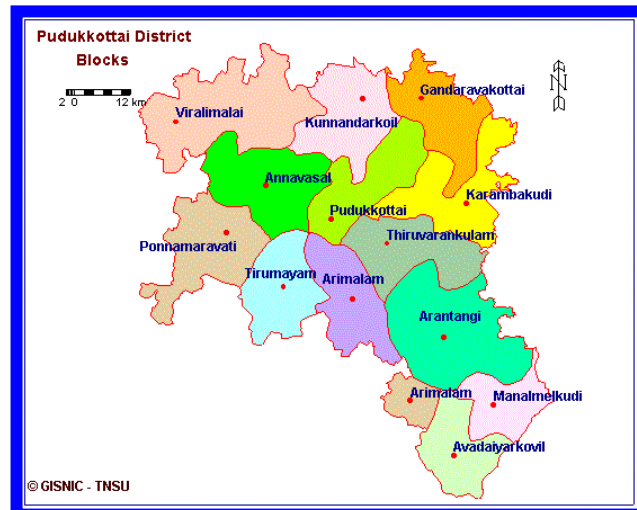 Pudukkottai District
Blocks
2 0 12 km
N
Viralimalai
Kunnandarkoil
Gandaravakottai
Annavasal
Karambakudi
Pudukkottai
Thiruvarankulam
Ponnamaravati
Tirumayam
Arimalam
Arantangi
Arimalam
Manalmelkudi
Avadaiyarkovil
© GISNIC - TNSU